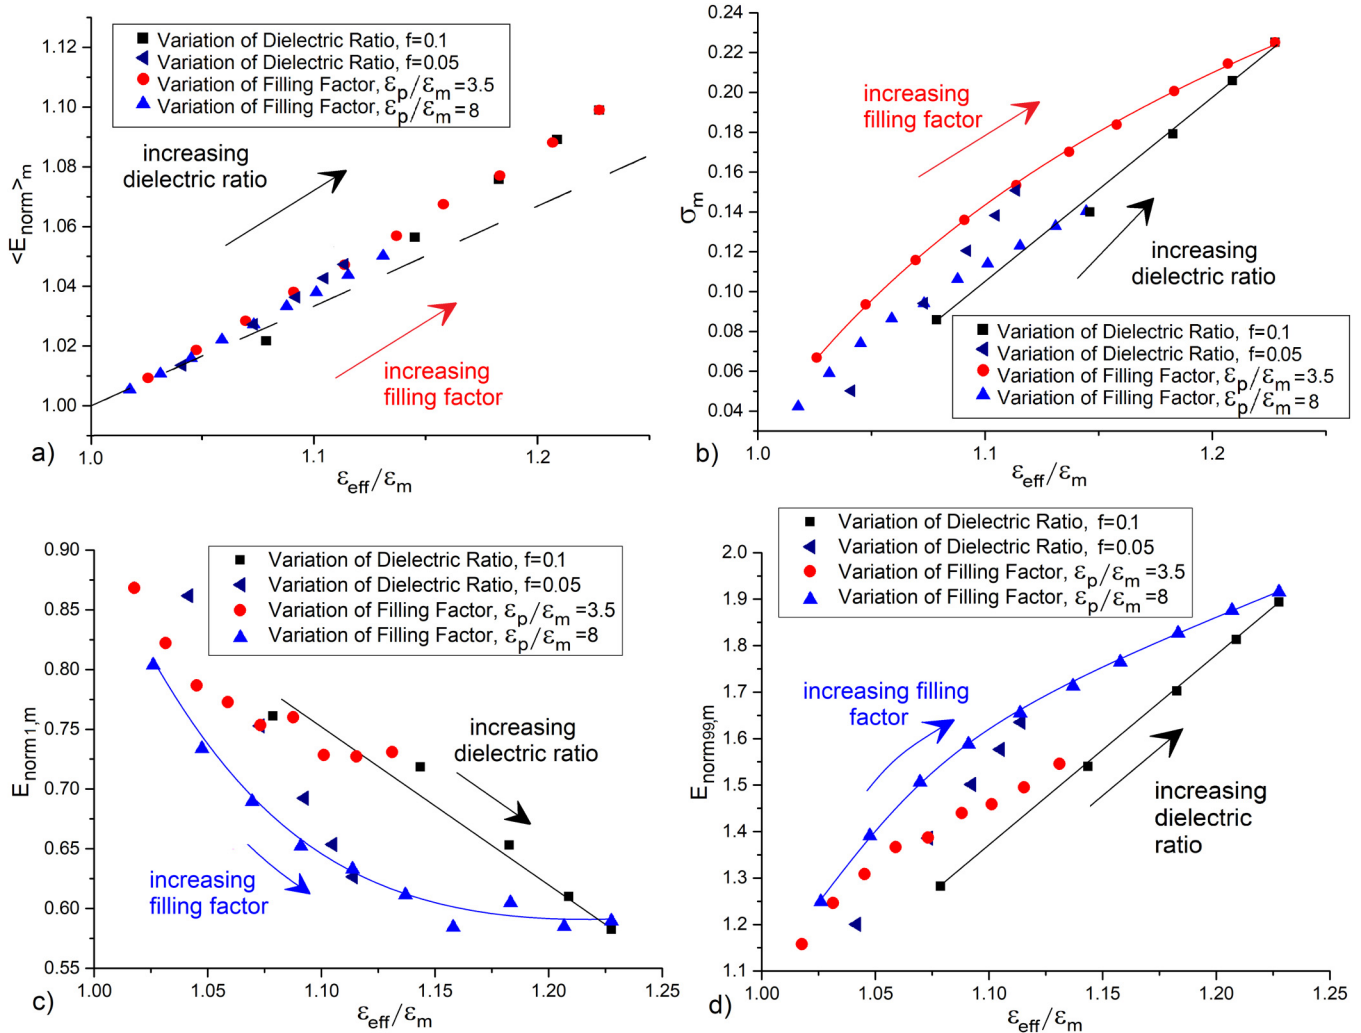 1.12
1.10
1.08
1.06
1.04
1.02
1.00
<E_norm>_m
Variation of Dielectric Ratio, f=0.1
Variation of Dielectric Ratio, f=0.05
Variation of Filling Factor, ε_p/ε_m=3.5
Variation of Filling Factor, ε_p/ε_m=8
increasing
dielectric ratio
increasing
filling factor
1.0
1.1
1.2
a)
ε_eff/ε_m
0.24
0.22
0.20
0.18
0.16
0.14
0.12
0.10
0.08
0.06
0.04
σ_m
increasing
filling factor
increasing
dielectric ratio
Variation of Dielectric Ratio, f=0.1
Variation of Dielectric Ratio, f=0.05
Variation of Filling Factor, ε_p/ε_m=3.5
Variation of Filling Factor, ε_p/ε_m=8
1.0
1.1
1.2
b)
ε_eff/ε_m
0.90
0.85
0.80
0.75
0.70
0.65
0.60
0.55
E_norm1,m
Variation of Dielectric Ratio, f=0.1
Variation of Dielectric Ratio, f=0.05
Variation of Filling Factor, ε_p/ε_m=3.5
Variation of Filling Factor, ε_p/ε_m=8
increasing
dielectric ratio
increasing
filling factor
1.00
1.05
1.10
1.15
1.20
1.25
c)
ε_eff/ε_m
2.0
1.9
1.8
1.7
1.6
1.5
1.4
1.3
1.2
1.1
E_norm99,m
Variation of Dielectric Ratio, f=0.1
Variation of Dielectric Ratio, f=0.05
Variation of Filling Factor, ε_p/ε_m=3.5
Variation of Filling Factor, ε_p/ε_m=8
increasing filling
factor
increasing
dielectric
ratio
1.00
1.05
1.10
1.15
1.20
1.25
d)
ε_eff/ε_m